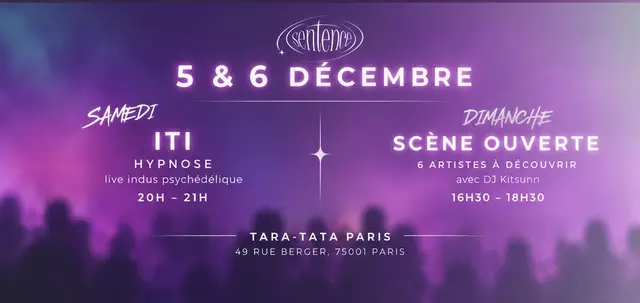 sentence
5 & 6 DÉCEMBRE
SAMEDI
ITI
HYPNOSE
live indus psychédélique
20H – 21H
DIMANCHE
SCÈNE OUVERTE
6 ARTISTES À DÉCOUVRIR
avec DJ Kitsunn
16H30 – 18H30
TARA-TATA PARIS
49 RUE BERGER, 75001 PARIS